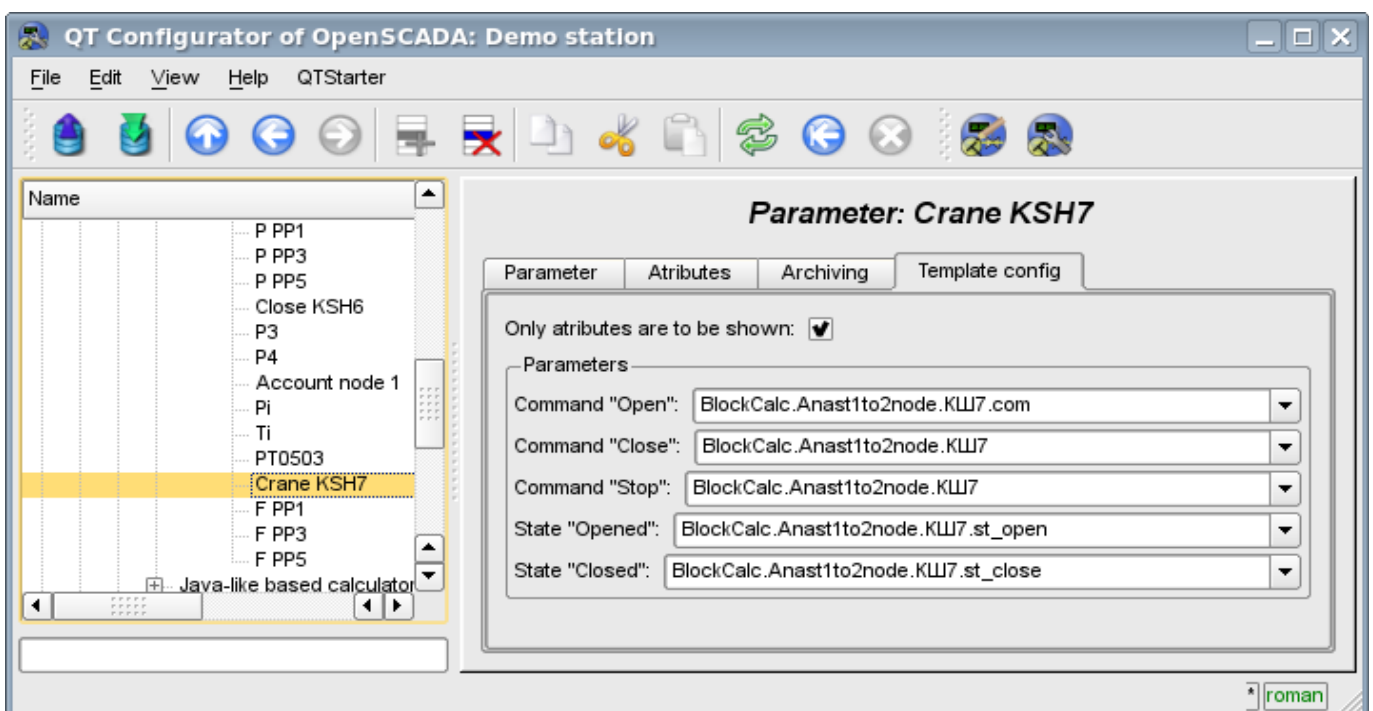 QT Configurator of OpenSCADA: Demo station
File Edit View Help QTStarter
Name
P PP1
P PP3
P PP5
Close KSH6
P3
P4
Account node 1
Pi
Ti
PT0503
Crane KSH7
F PP1
F PP3
F PP5
Java-like based calculator
Parameter: Crane KSH7
Parameter Atributes Archiving Template config
Only atributes are to be shown:
Parameters
Command "Open": BlockCalc.Anast1to2node.КШ7.com
Command "Close": BlockCalc.Anast1to2node.КШ7
Command "Stop": BlockCalc.Anast1to2node.КШ7
State "Opened": BlockCalc.Anast1to2node.КШ7.st_open
State "Closed": BlockCalc.Anast1to2node.КШ7.st_close
* roman